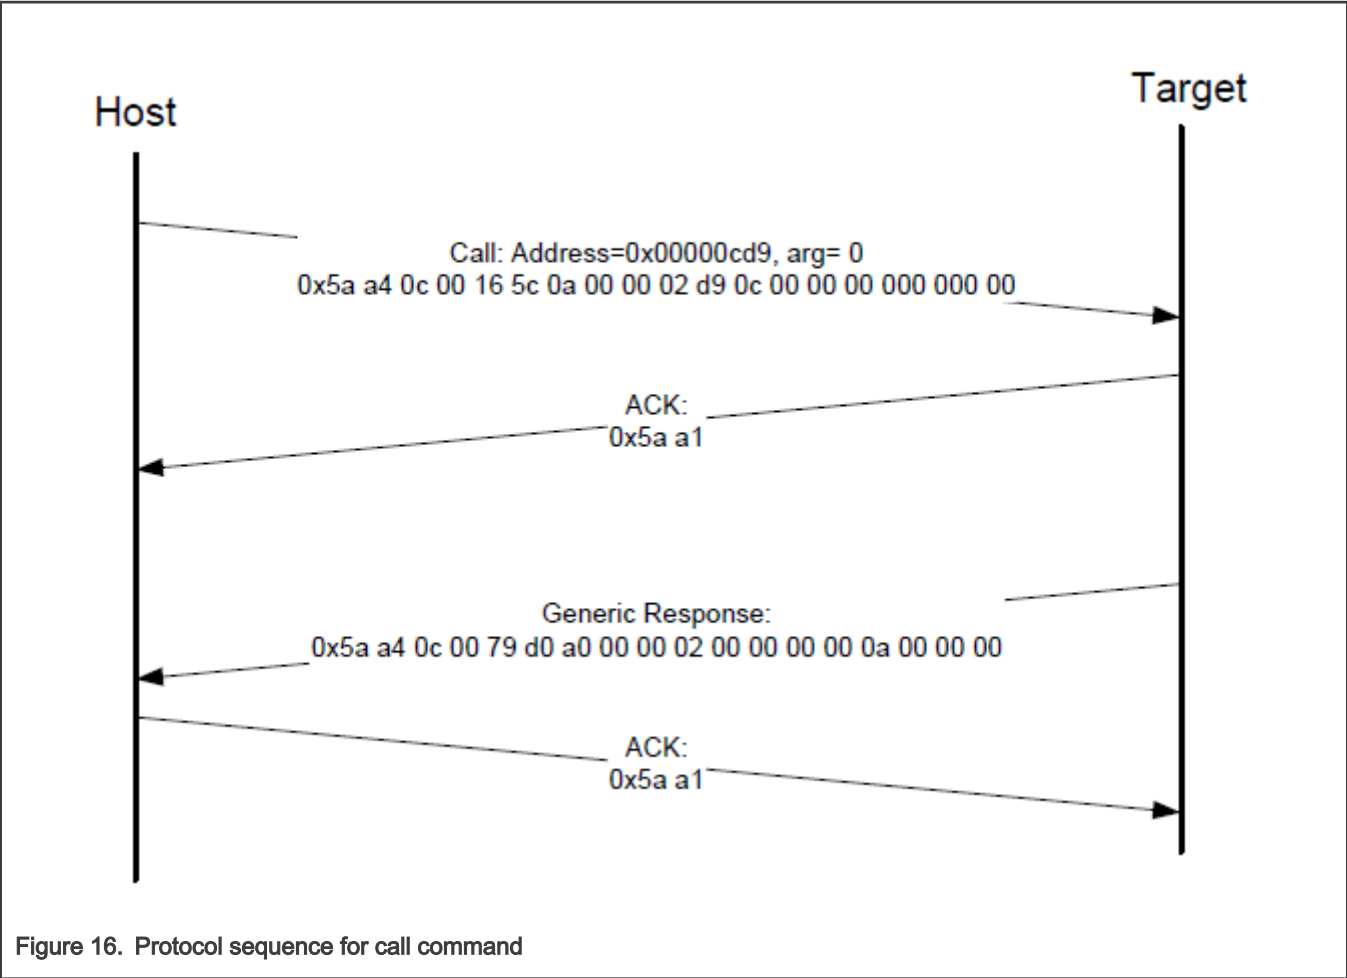 Host
Target
Call: Address=0x00000cd9, arg= 0
0x5a a4 0c 00 16 5c 0a 00 00 02 d9 0c 00 00 00 000 000 00
ACK:
0x5a a1
Generic Response:
0x5a a4 0c 00 79 d0 a0 00 00 02 00 00 00 00 0a 00 00 00
ACK:
0x5a a1
Figure 16. Protocol sequence for call command